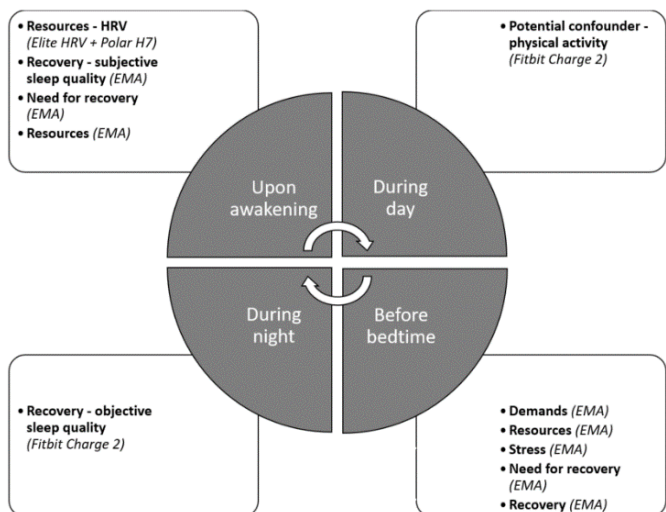 • Resources - HRV
(Elite HRV + Polar H7)
• Recovery - subjective
sleep quality (EMA)
• Need for recovery
(EMA)
• Resources (EMA)
• Potential confounder -
physical activity
(Fitbit Charge 2)
Upon
awakening
During
day
During
night
Before
bedtime
• Recovery - objective
sleep quality
(Fitbit Charge 2)
• Demands (EMA)
• Resources (EMA)
• Stress (EMA)
• Need for recovery
(EMA)
• Recovery (EMA)